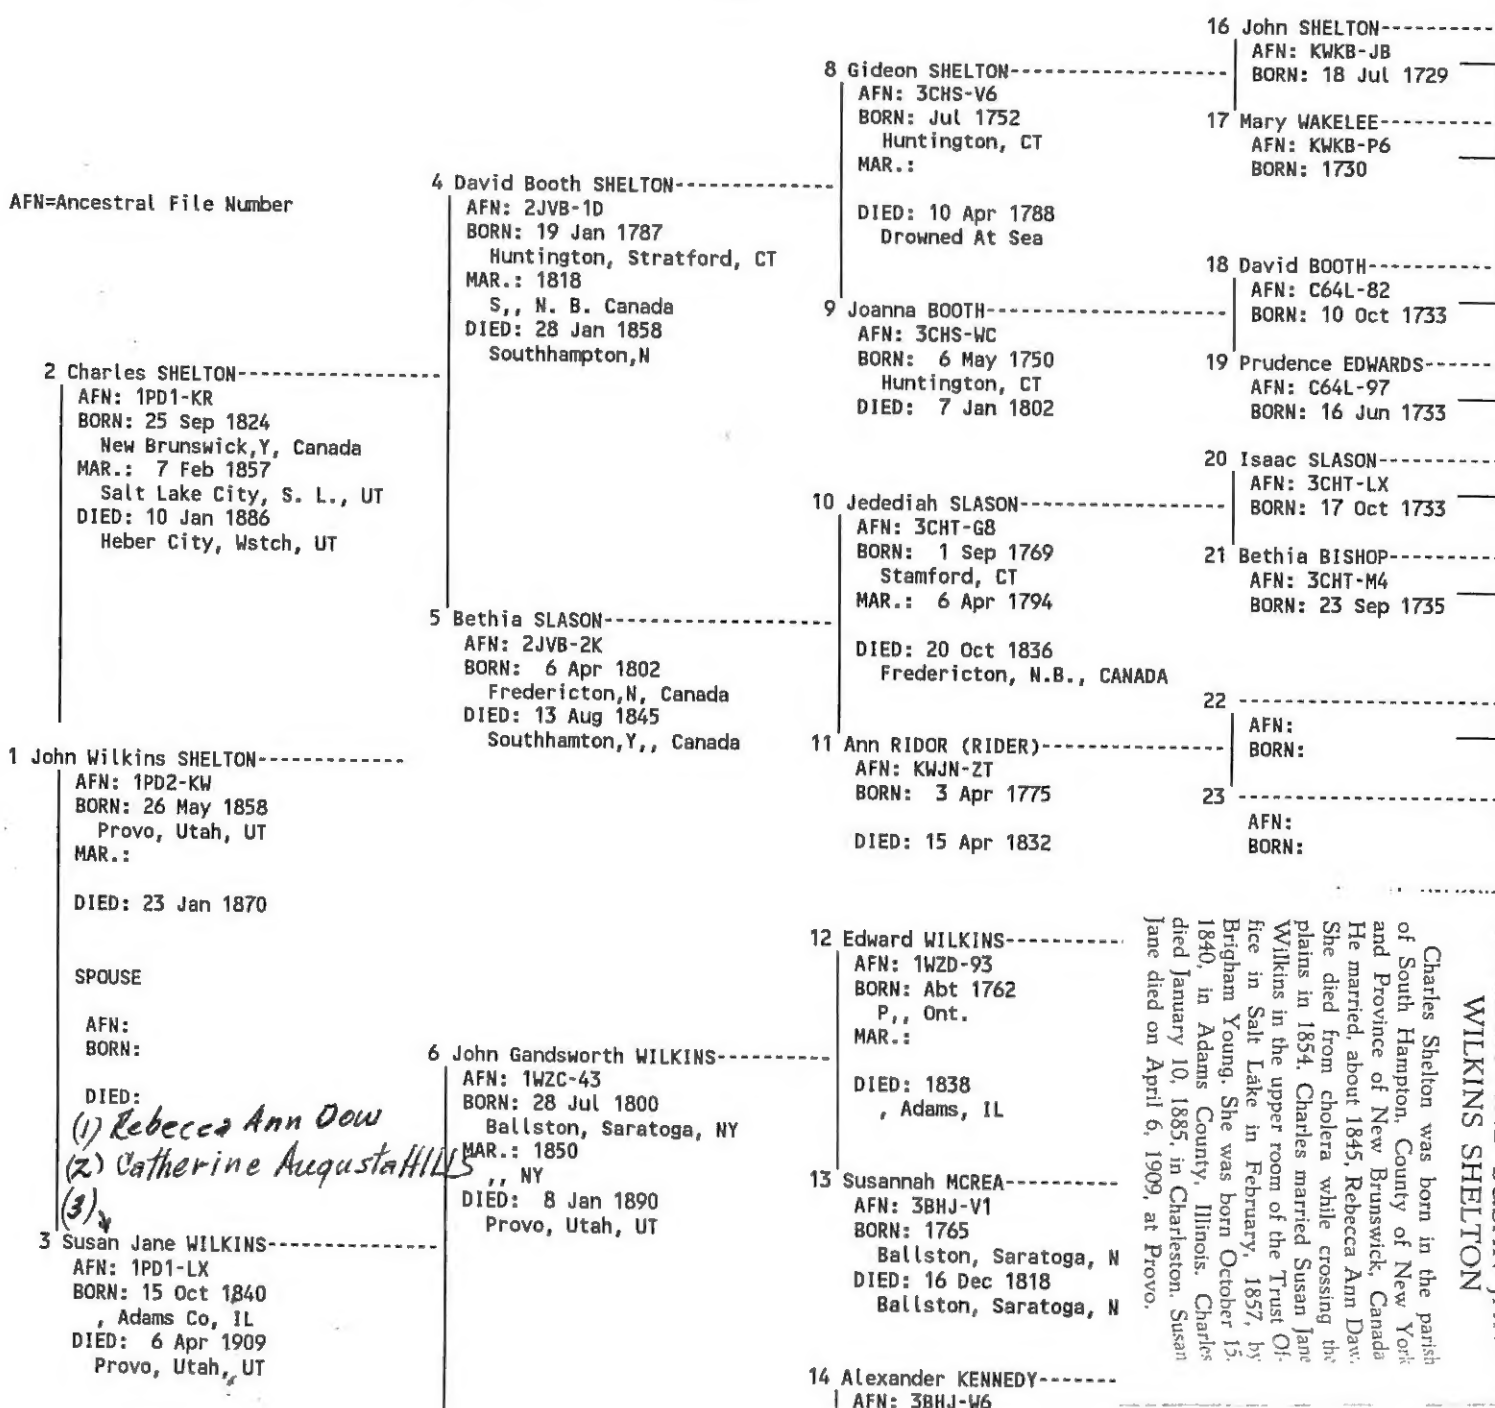 AFN=Ancestral File Number
1 John Wilkins SHELTON-------------
AFN: 1PD2-KW
BORN: 26 May 1858
Provo, Utah, UT
MAR.:
DIED: 23 Jan 1870
SPOUSE
AFN:
BORN:
DIED:
(1) Rebecca Ann Dow
(2) Catherine Augusta HILLS
(3)
2 Charles SHELTON------------------
AFN: 1PD1-KR
BORN: 25 Sep 1824
New Brunswick,Y, Canada
MAR.: 7 Feb 1857
Salt Lake City, S. L., UT
DIED: 10 Jan 1886
Heber City, Wstch, UT
3 Susan Jane WILKINS---------------
AFN: 1PD1-LX
BORN: 15 Oct 1840
, Adams Co, IL
DIED: 6 Apr 1909
Provo, Utah, UT
4 David Booth SHELTON--------------
AFN: 2JVB-1D
BORN: 19 Jan 1787
Huntington, Stratford, CT
MAR.: 1818
S,, N. B. Canada
DIED: 28 Jan 1858
Southhampton,N
5 Bethia SLASON--------------------
AFN: 2JVB-2K
BORN: 6 Apr 1802
Fredericton,N, Canada
DIED: 13 Aug 1845
Southhamton,Y,, Canada
6 John Gandsworth WILKINS----------
AFN: 1WZC-43
BORN: 28 Jul 1800
Ballston, Saratoga, NY
MAR.: 1850
,, NY
DIED: 8 Jan 1890
Provo, Utah, UT
8 Gideon SHELTON-------------------
AFN: 3CHS-V6
BORN: Jul 1752
Huntington, CT
MAR.:
DIED: 10 Apr 1788
Drowned At Sea
9 Joanna BOOTH---------------------
AFN: 3CHS-WC
BORN: 6 May 1750
Huntington, CT
DIED: 7 Jan 1802
10 Jedediah SLASON------------------
AFN: 3CHT-G8
BORN: 1 Sep 1769
Stamford, CT
MAR.: 6 Apr 1794
DIED: 20 Oct 1836
Fredericton, N.B., CANADA
11 Ann RIDOR (RIDER)----------------
AFN: KWJN-ZT
BORN: 3 Apr 1775
DIED: 15 Apr 1832
12 Edward WILKINS----------
AFN: 1WZD-93
BORN: Abt 1762
P,, Ont.
MAR.:
DIED: 1838
, Adams, IL
13 Susannah MCREA----------
AFN: 3BHJ-V1
BORN: 1765
Ballston, Saratoga, N
DIED: 16 Dec 1818
Ballston, Saratoga, N
14 Alexander KENNEDY-------
AFN: 3BHJ-W6
16 John SHELTON----------
AFN: KWKB-JB
BORN: 18 Jul 1729
17 Mary WAKELEE----------
AFN: KWKB-P6
BORN: 1730
18 David BOOTH-----------
AFN: C64L-82
BORN: 10 Oct 1733
19 Prudence EDWARDS------
AFN: C64L-97
BORN: 16 Jun 1733
20 Isaac SLASON----------
AFN: 3CHT-LX
BORN: 17 Oct 1733
21 Bethia BISHOP---------
AFN: 3CHT-M4
BORN: 23 Sep 1735
22 ----------------------
AFN:
BORN:
23 ----------------------
AFN:
BORN:
WILKINS SHELTON
Charles Shelton was born in the parish
of South Hampton, County of New York
and Province of New Brunswick, Canada
He married, about 1845, Rebecca Ann Daw.
She died from cholera while crossing the
plains in 1854. Charles married Susan Jane
Wilkins in the upper room of the Trust Of-
fice in Salt Lake in February, 1857, by
Brigham Young. She was born October 15,
1840, in Adams County, Illinois. Charles
died January 10, 1885, in Charleston. Susan
Jane died on April 6, 1909, at Provo.